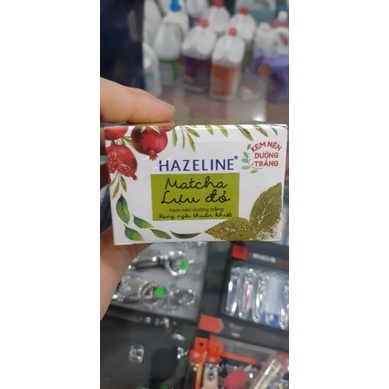 HAZELINE®
Matcha
Lựu đỏ
Kem nén dưỡng trắng
Rạng ngời thuần khiết
KEM NÉN
DƯỠNG
TRẮNG